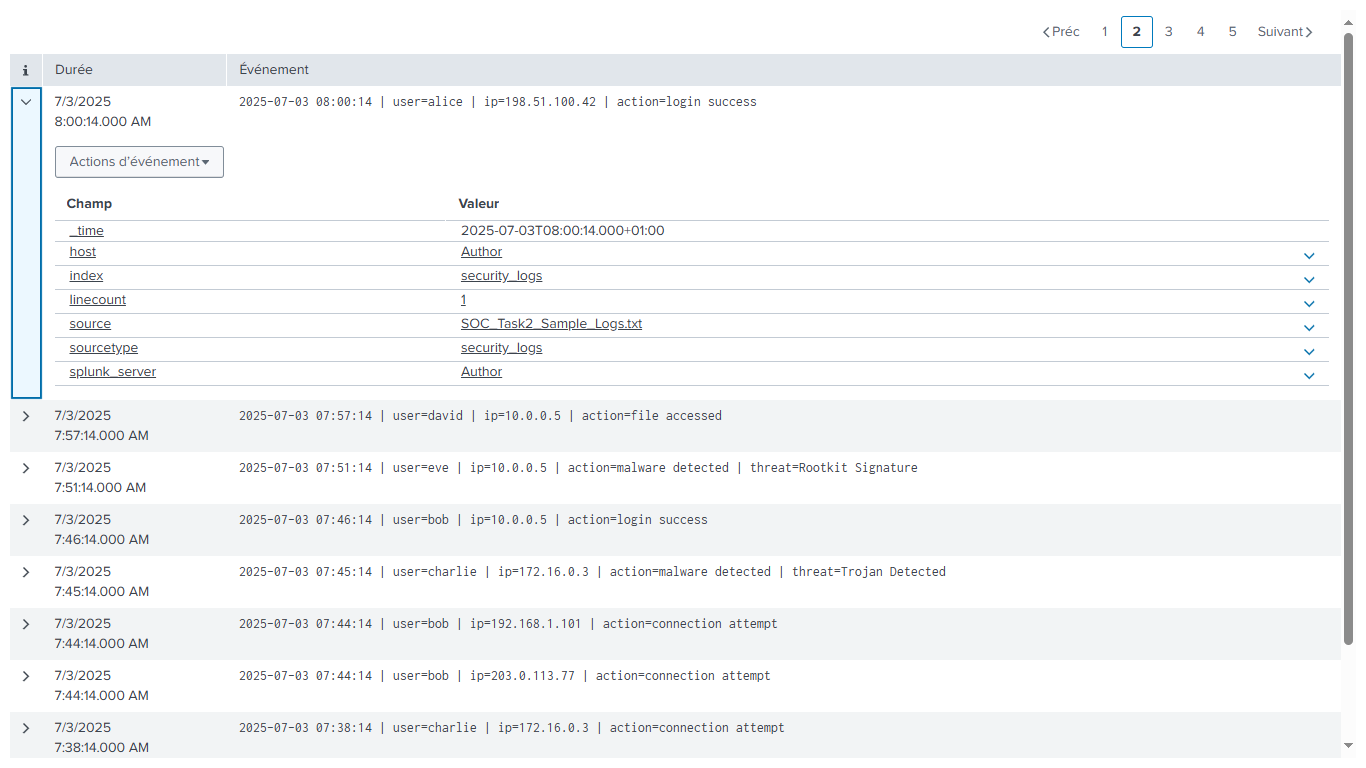 Préc 1 2 3 4 5 Suivant
i Durée Événement
7/3/2025 2025-07-03 08:00:14 | user=alice | ip=198.51.100.42 | action=login success
8:00:14.000 AM
Actions d'événement
Champ Valeur
_time 2025-07-03T08:00:14.000+01:00
host Author
index security_logs
linecount 1
source SOC_Task2_Sample_Logs.txt
sourcetype security_logs
splunk_server Author
7/3/2025 2025-07-03 07:57:14 | user=david | ip=10.0.0.5 | action=file accessed
7:57:14.000 AM
7/3/2025 2025-07-03 07:51:14 | user=eve | ip=10.0.0.5 | action=malware detected | threat=Rootkit Signature
7:51:14.000 AM
7/3/2025 2025-07-03 07:46:14 | user=bob | ip=10.0.0.5 | action=login success
7:46:14.000 AM
7/3/2025 2025-07-03 07:45:14 | user=charlie | ip=172.16.0.3 | action=malware detected | threat=Trojan Detected
7:45:14.000 AM
7/3/2025 2025-07-03 07:44:14 | user=bob | ip=192.168.1.101 | action=connection attempt
7:44:14.000 AM
7/3/2025 2025-07-03 07:44:14 | user=bob | ip=203.0.113.77 | action=connection attempt
7:44:14.000 AM
7/3/2025 2025-07-03 07:38:14 | user=charlie | ip=172.16.0.3 | action=connection attempt
7:38:14.000 AM